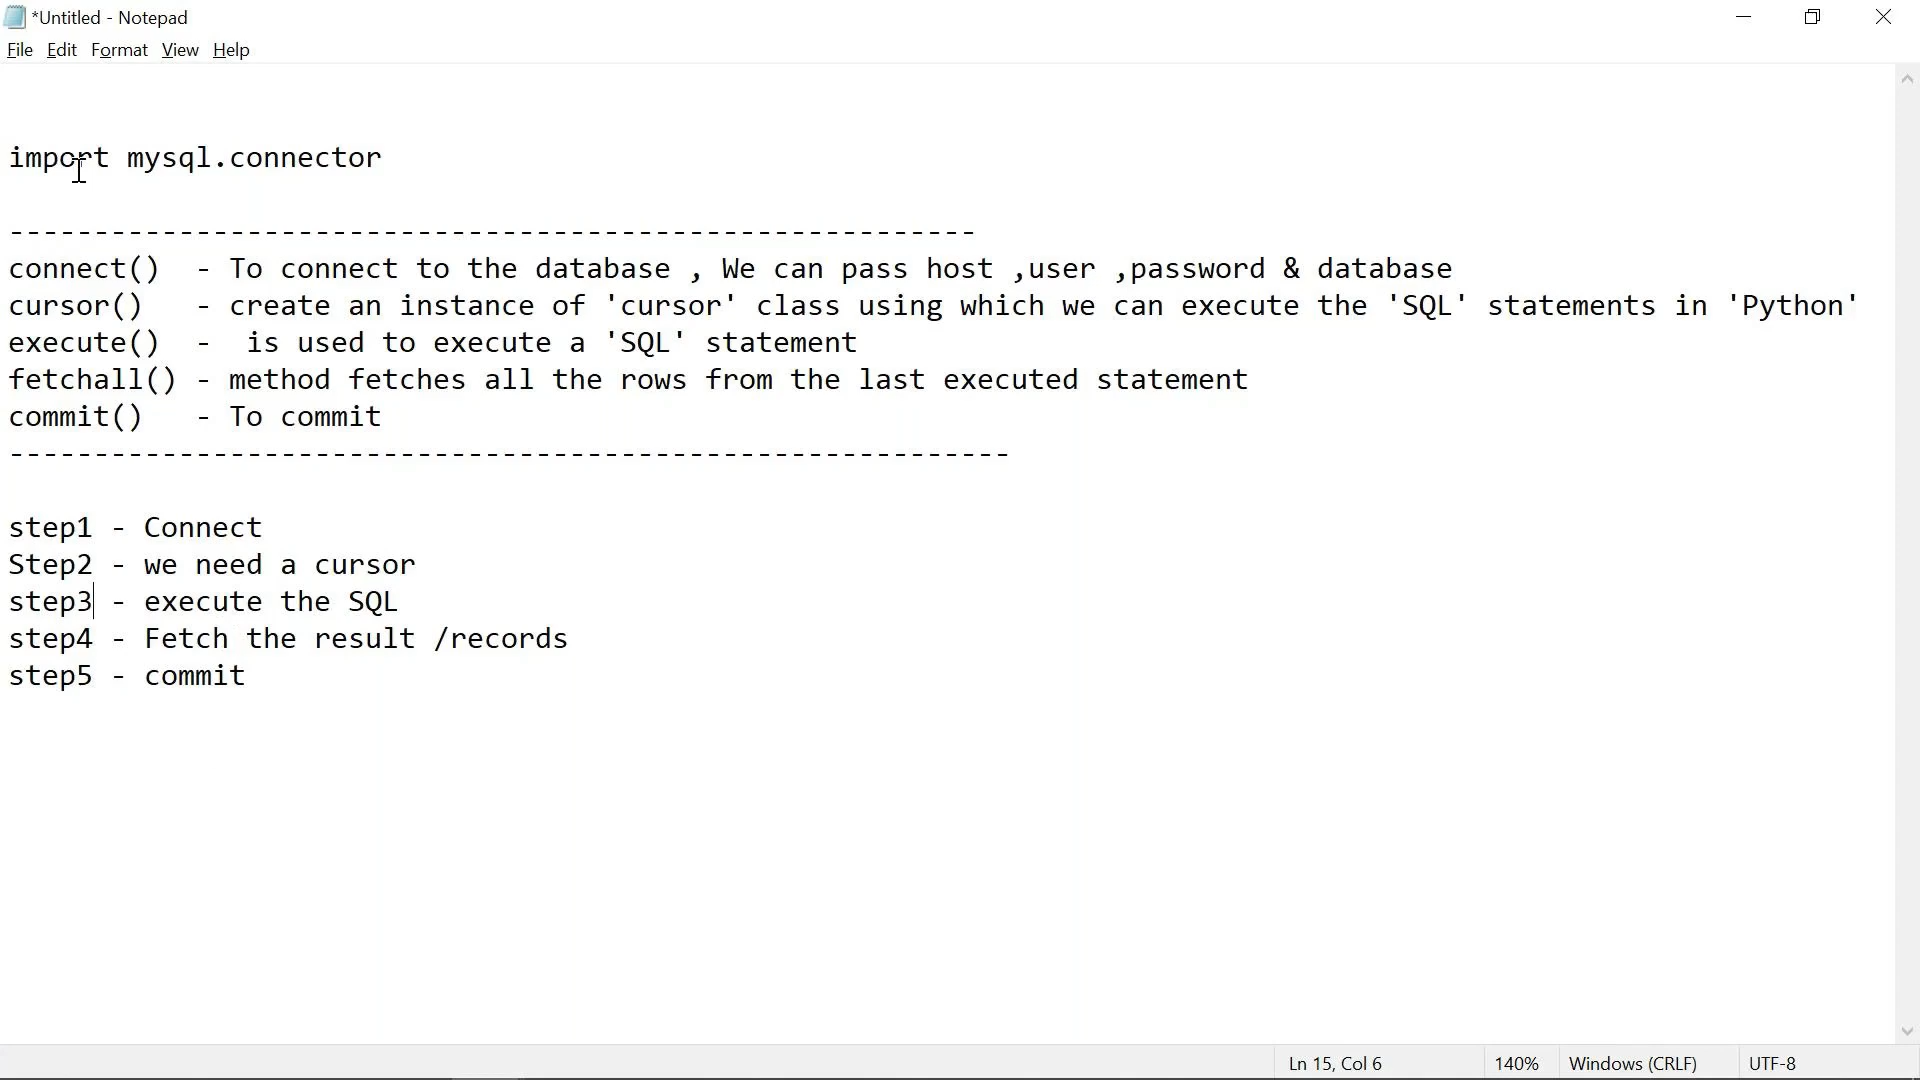 *Untitled - Notepad
File Edit Format View Help
import mysql.connector
---------------------------------------------------------
connect()  - To connect to the database , We can pass host ,user ,password & database
cursor()   - create an instance of 'cursor' class using which we can execute the 'SQL' statements in 'Python'
execute()  -  is used to execute a 'SQL' statement
fetchall() - method fetches all the rows from the last executed statement
commit()   - To commit
-----------------------------------------------------------
step1 - Connect
Step2 - we need a cursor
step3 - execute the SQL
step4 - Fetch the result /records
step5 - commit
Ln 15, Col 6 140% Windows (CRLF) UTF-8